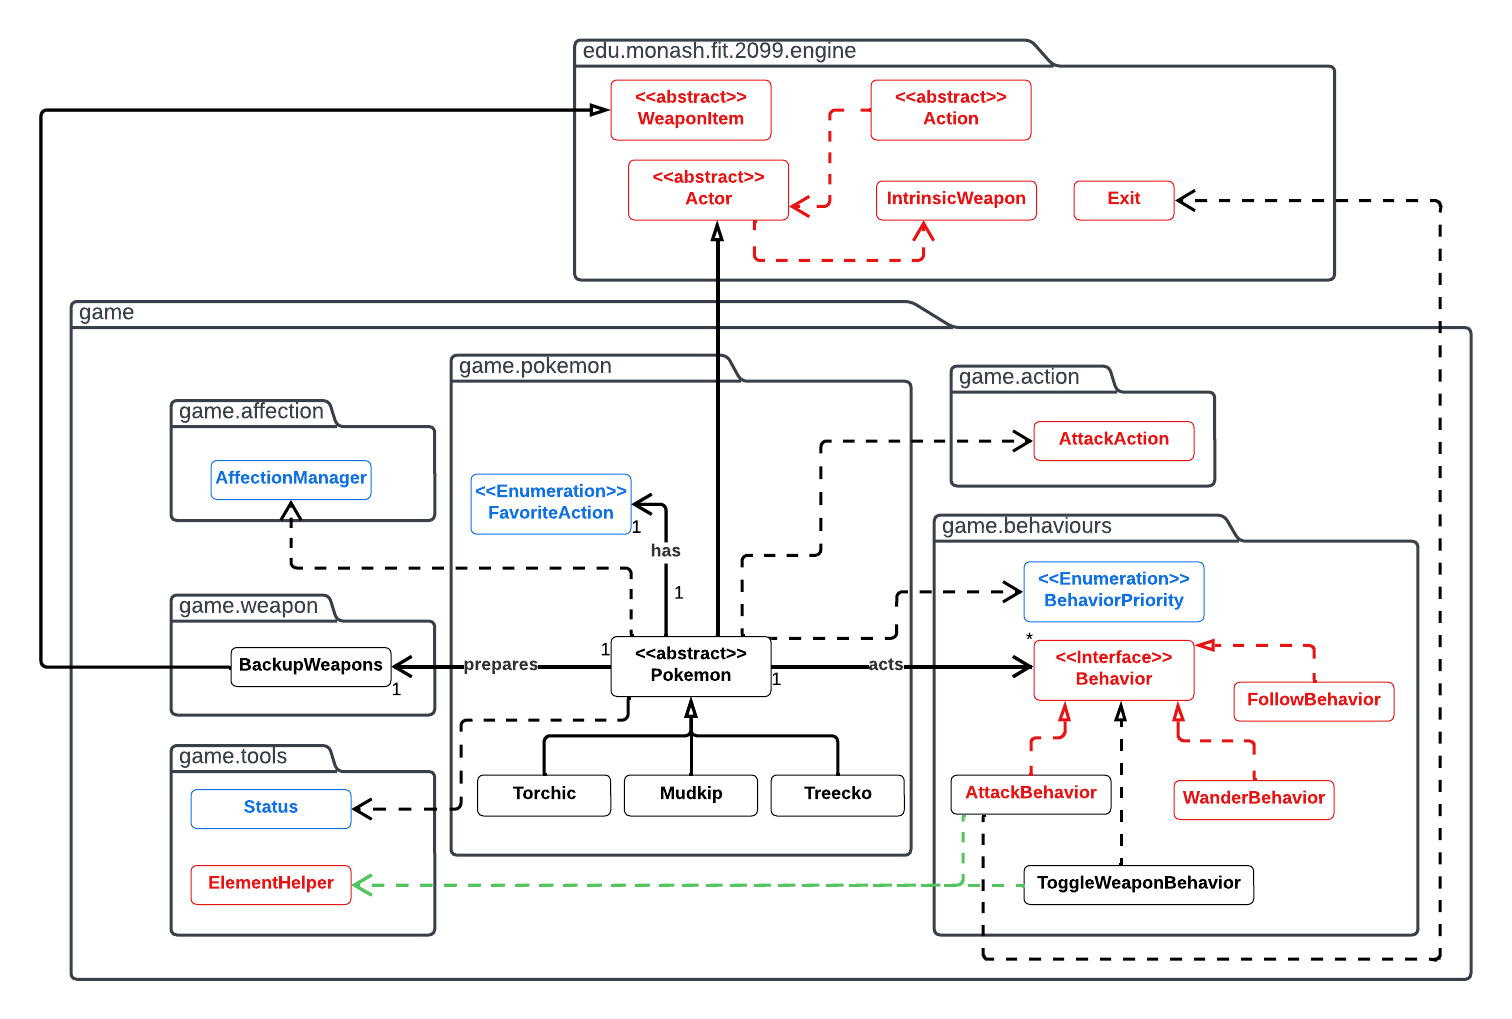 edu.monash.fit.2099.engine
<<abstract>>
WeaponItem
<<abstract>>
Action
<<abstract>>
Actor
IntrinsicWeapon
Exit
game
game.pokemon
game.action
game.affection
AttackAction
AffectionManager
<<Enumeration>>
FavoriteAction
1
has
1
game.behaviours
<<Enumeration>>
BehaviorPriority
game.weapon
BackupWeapons
1
prepares
1
<<abstract>>
Pokemon
1
acts
*
<<Interface>>
Behavior
FollowBehavior
game.tools
Status
ElementHelper
Torchic
Mudkip
Treecko
AttackBehavior
WanderBehavior
ToggleWeaponBehavior